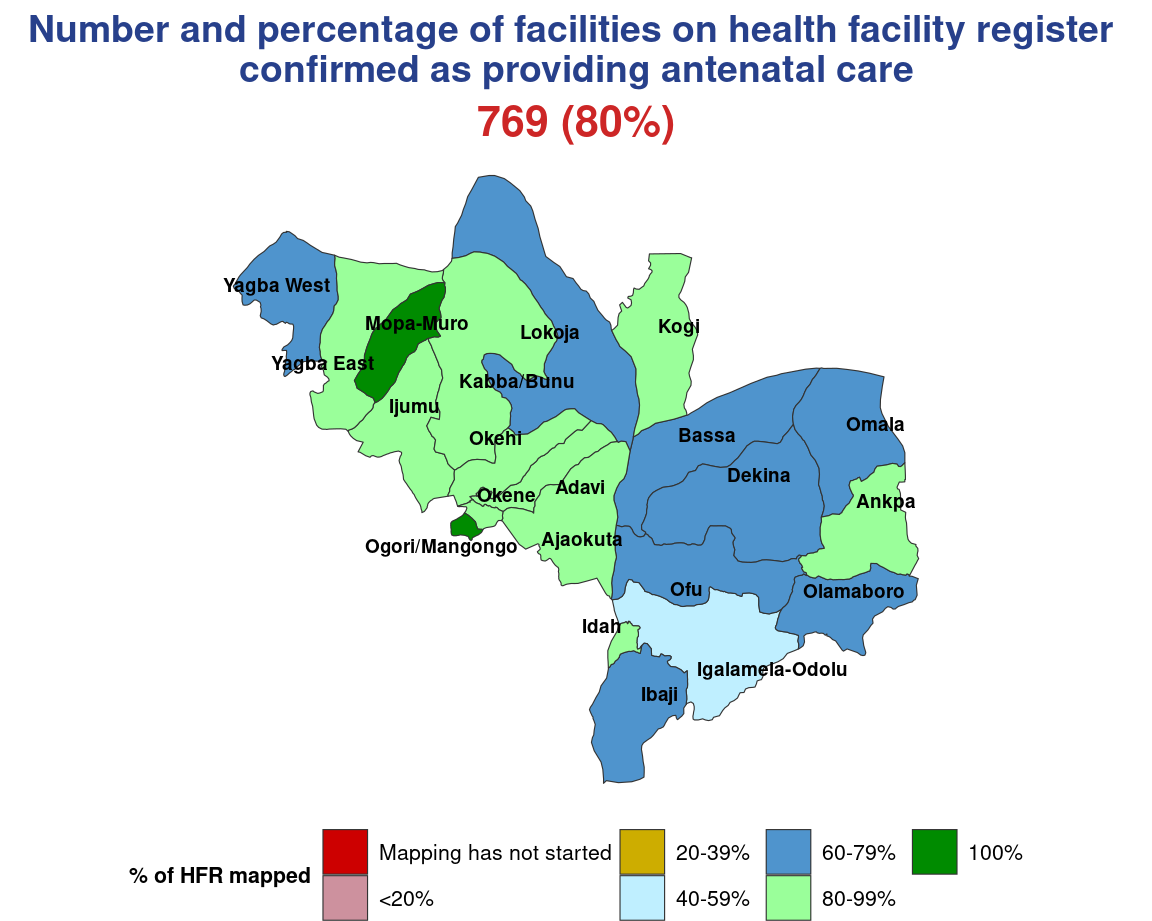 Number and percentage of facilities on health facility register
confirmed as providing antenatal care
769 (80%)
Yagba West
Mopa-Muro
Lokoja
Kogi
Yagba East
Kabba/Bunu
Ijumu
Omala
Okehi
Bassa
Dekina
Adavi
Okene
Ankpa
Ajaokuta
Ogori/Mangongo
Ofu
Olamaboro
Idah
Igalamela-Odolu
Ibaji
% of HFR mapped
Mapping has not started
<20%
20-39%
40-59%
60-79%
80-99%
100%